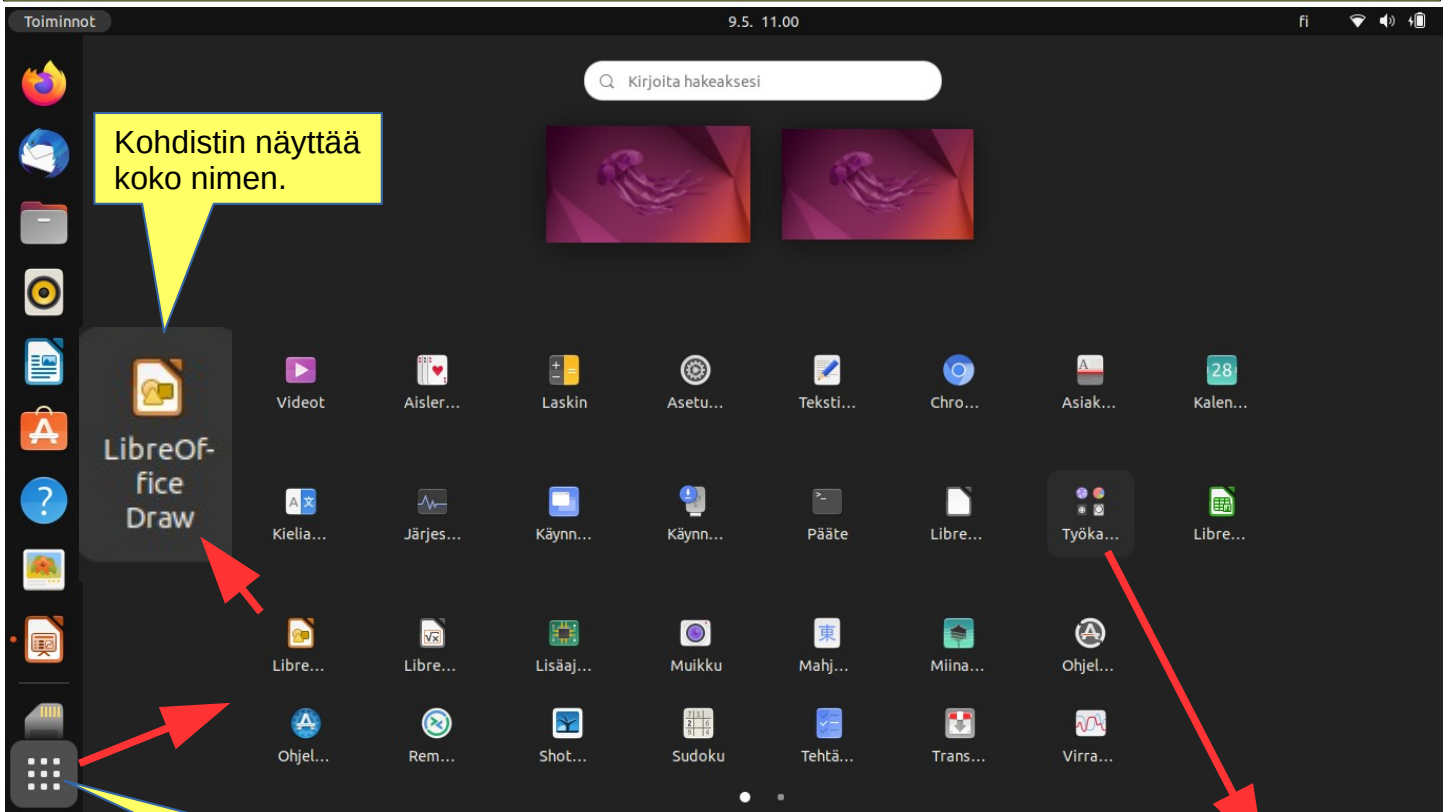 Toiminnot
9.5. 11.00
fi
Kirjoita hakeaksesi
Kohdistin näyttää
koko nimen.
LibreOf-
fice
Draw
Videot
Aisler...
Laskin
Asetu...
Teksti...
Chro...
Asiak...
28
Kalen...
Kielia...
Järjes...
Käynn...
Käynn...
Pääte
Libre...
Työka...
Libre...
Libre...
Libre...
Lisäaj...
Muikku
東
Mahj...
Miina...
Ohjel...
Ohjel...
Rem...
Shot...
Sudoku
Tehtä...
Trans...
Virra...